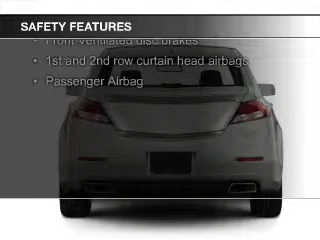 SAFETY FEATURES
• Front ventilated disc brakes
• 1st and 2nd row curtain head airbags
• Passenger Airbag